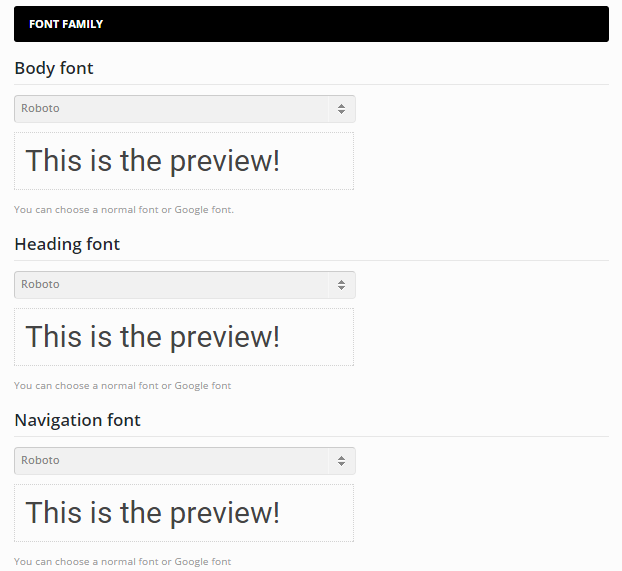 FONT FAMILY
Body font
Roboto
This is the preview!
You can choose a normal font or Google font.
Heading font
Roboto
This is the preview!
You can choose a normal font or Google font
Navigation font
Roboto
This is the preview!
You can choose a normal font or Google font